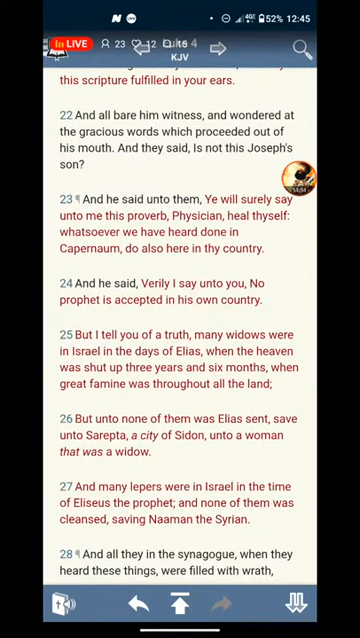 LIVE 4G 52% 12:45
LIVE 23 12 16 4
KJV
this scripture fulfilled in your ears.
22 And all bare him witness, and wondered at
the gracious words which proceeded out of
his mouth. And they said, Is not this Joseph's
son?
23 ¶ And he said unto them, Ye will surely say
unto me this proverb, Physician, heal thyself:
whatsoever we have heard done in
Capernaum, do also here in thy country.
24 And he said, Verily I say unto you, No
prophet is accepted in his own country.
25 But I tell you of a truth, many widows were
in Israel in the days of Elias, when the heaven
was shut up three years and six months, when
great famine was throughout all the land;
26 But unto none of them was Elias sent, save
unto Sarepta, a city of Sidon, unto a woman
that was a widow.
27 And many lepers were in Israel in the time
of Eliseus the prophet; and none of them was
cleansed, saving Naaman the Syrian.
28 ¶ And all they in the synagogue, when they
heard these things, were filled with wrath,